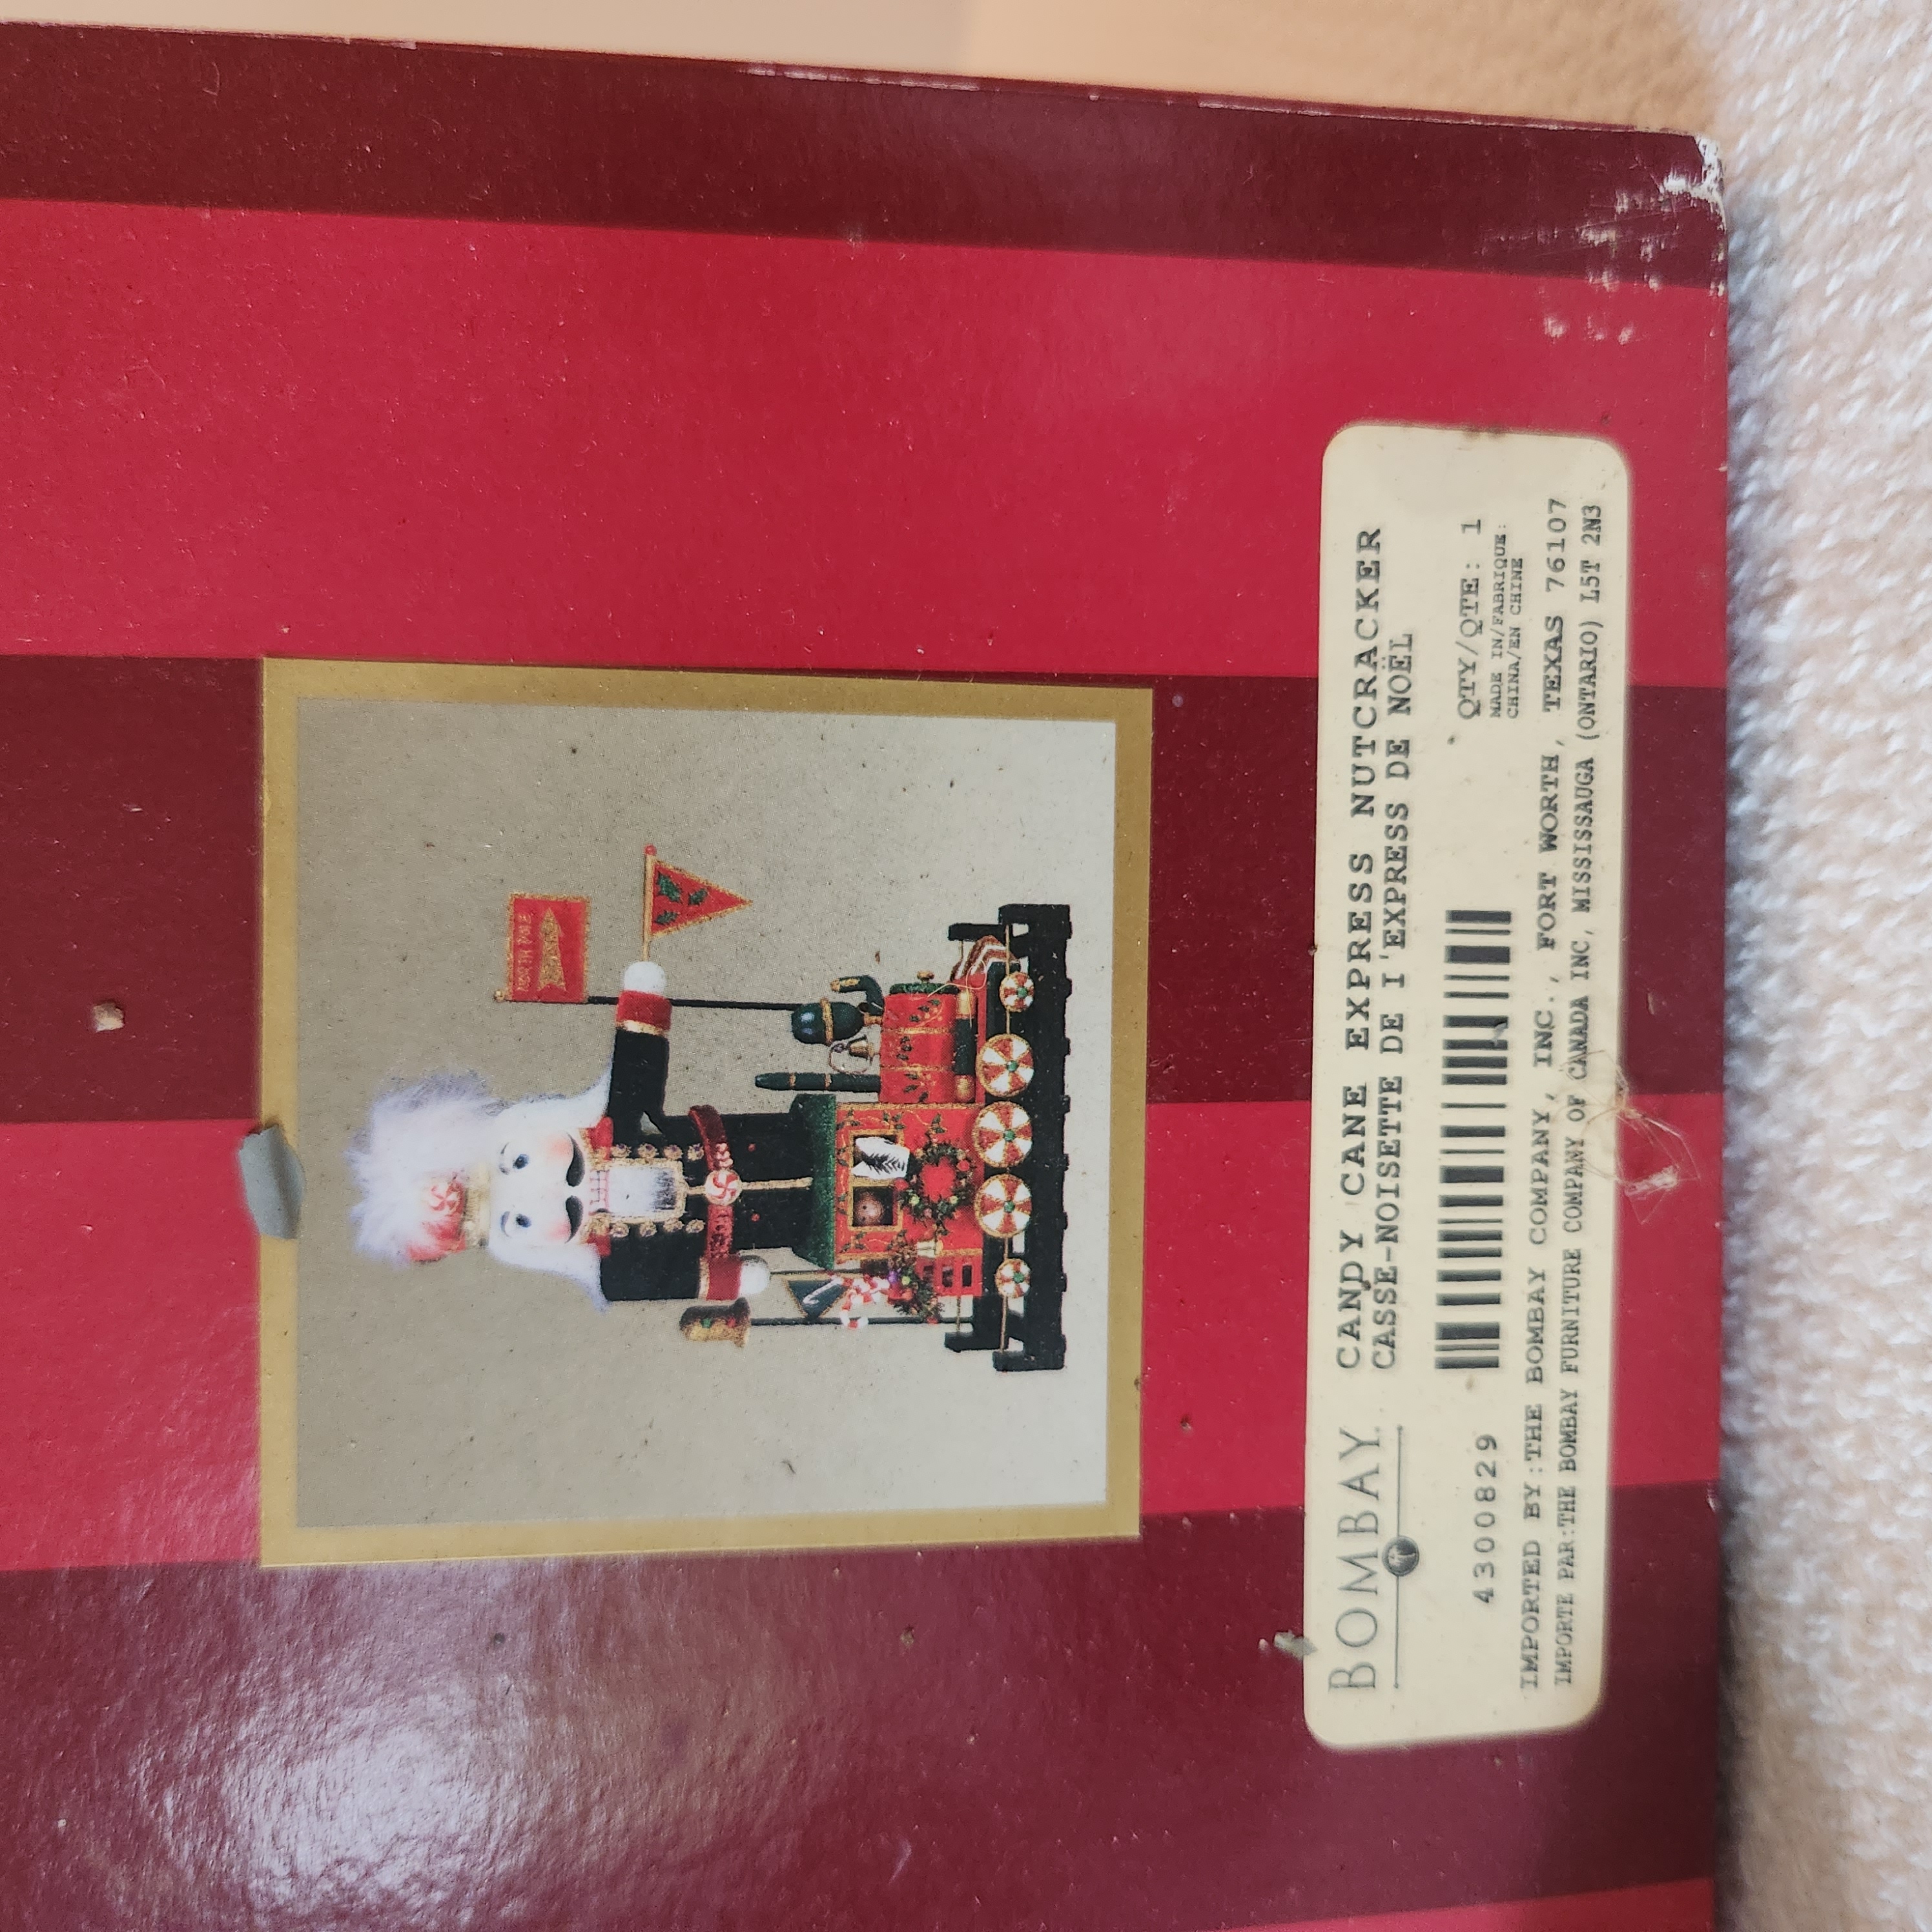 NORTH POLE
BOMBAY
CANDY CANE EXPRESS NUTCRACKER
CASSE-NOISETTE DE I'EXPRESS DE NOËL
4300829
QTY/QTE: 1
MADE IN/FABRIQUE:
CHINA/EN CHINE
IMPORTED BY:THE BOMBAY COMPANY, INC., FORT WORTH, TEXAS 76107
IMPORTE PAR:THE BOMBAY FURNITURE COMPANY OF CANADA INC, MISSISSAUGA (ONTARIO) L5T 2N3